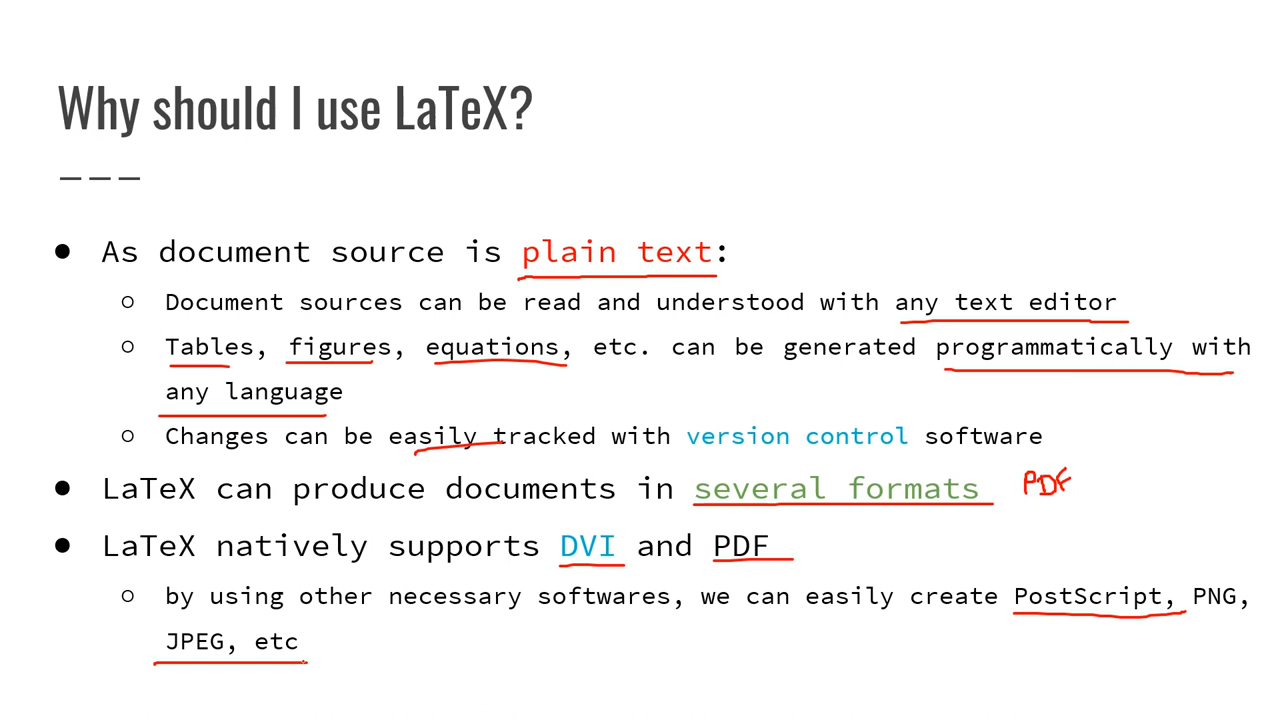 Why should I use LaTeX?
● As document source is plain text:
○ Document sources can be read and understood with any text editor
○ Tables, figures, equations, etc. can be generated programmatically with
any language
○ Changes can be easily tracked with version control software
● LaTeX can produce documents in several formats PDF
● LaTeX natively supports DVI and PDF
○ by using other necessary softwares, we can easily create PostScript, PNG,
JPEG, etc